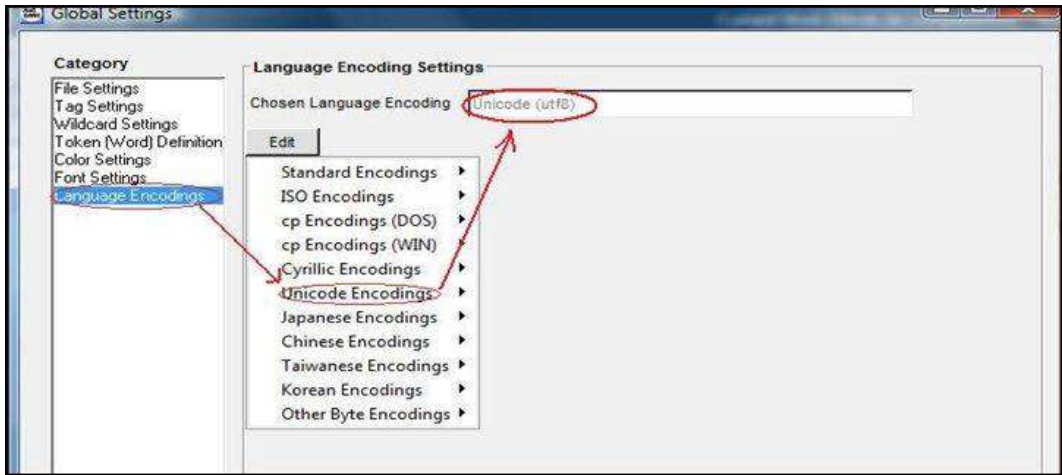 Global Settings
Category
File Settings
Tag Settings
Wildcard Settings
Token (Word) Definition
Color Settings
Font Settings
Language Encodings
Language Encoding Settings
Chosen Language Encoding Unicode (utf8)
Edit
Standard Encodings
ISO Encodings
cp Encodings (DOS)
cp Encodings (WIN)
Cyrillic Encodings
Unicode Encodings
Japanese Encodings
Chinese Encodings
Taiwanese Encodings
Korean Encodings
Other Byte Encodings